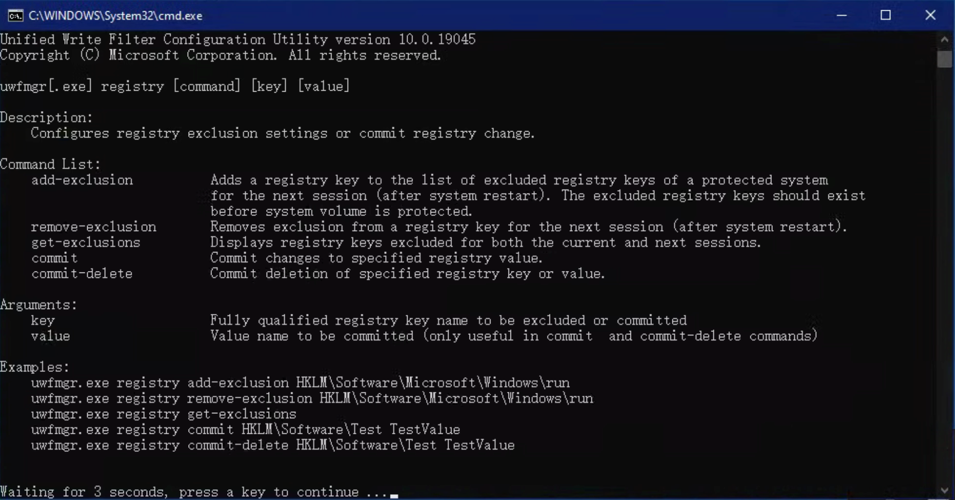 C:\WINDOWS\System32\cmd.exe
Unified Write Filter Configuration Utility version 10.0.19045
Copyright (C) Microsoft Corporation. All rights reserved.
uwfmgr[.exe] registry [command] [key] [value]
Description:
Configures registry exclusion settings or commit registry change.
Command List:
add-exclusion Adds a registry key to the list of excluded registry keys of a protected system
for the next session (after system restart). The excluded registry keys should exist
before system volume is protected.
remove-exclusion Removes exclusion from a registry key for the next session (after system restart).
get-exclusions Displays registry keys excluded for both the current and next sessions.
commit Commit changes to specified registry value.
commit-delete Commit deletion of specified registry key or value.
Arguments:
key Fully qualified registry key name to be excluded or committed
value Value name to be committed (only useful in commit  and commit-delete commands)
Examples:
uwfmgr.exe registry add-exclusion HKLM\Software\Microsoft\Windows\run
uwfmgr.exe registry remove-exclusion HKLM\Software\Microsoft\Windows\run
uwfmgr.exe registry get-exclusions
uwfmgr.exe registry commit HKLM\Software\Test TestValue
uwfmgr.exe registry commit-delete HKLM\Software\Test TestValue
Waiting for 3 seconds, press a key to continue ...